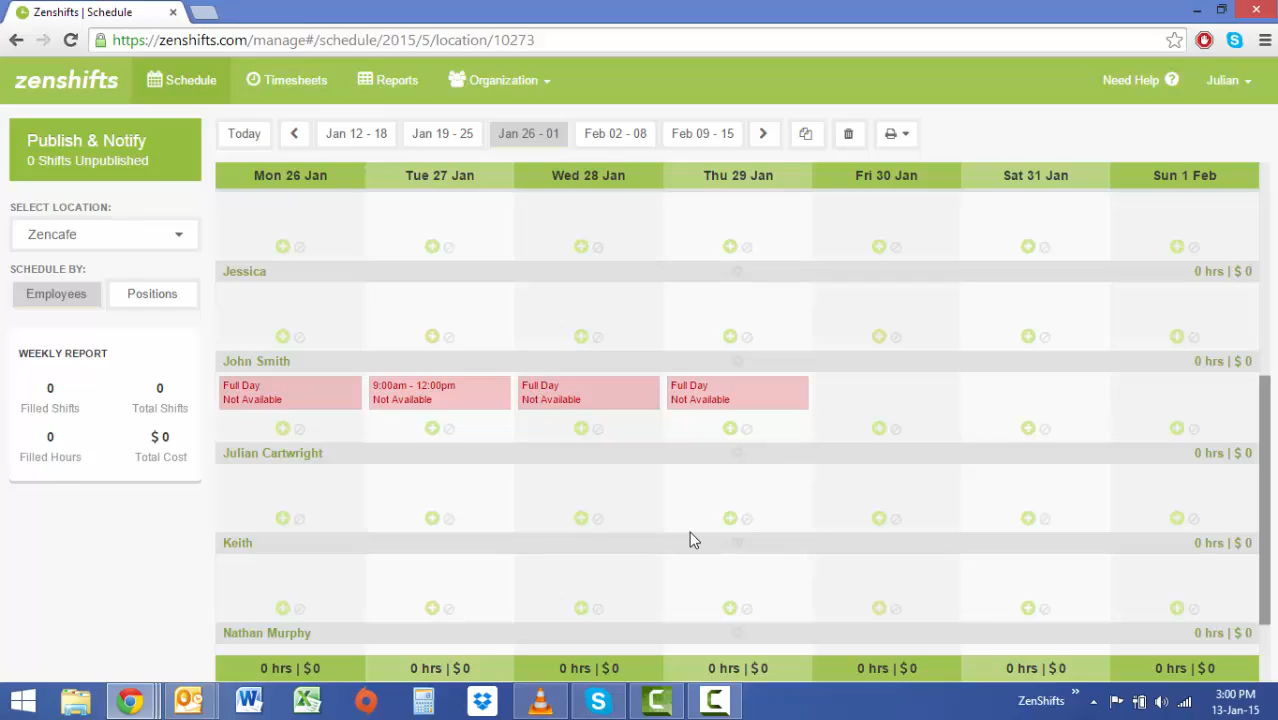 Zenshifts | Schedule
https://zenshifts.com/manage#/schedule/2015/5/location/10273
zenshifts Schedule Timesheets Reports Organization Need Help Julian
Publish & Notify
0 Shifts Unpublished
SELECT LOCATION:
Zencafe
SCHEDULE BY:
Employees Positions
WEEKLY REPORT
0 0
Filled Shifts Total Shifts
0 $ 0
Filled Hours Total Cost
Today Jan 12 - 18 Jan 19 - 25 Jan 26 - 01 Feb 02 - 08 Feb 09 - 15
Mon 26 Jan Tue 27 Jan Wed 28 Jan Thu 29 Jan Fri 30 Jan Sat 31 Jan Sun 1 Feb
Jessica 0 hrs | $ 0
John Smith 0 hrs | $ 0
Full Day 9:00am - 12:00pm Full Day Full Day
Not Available Not Available Not Available Not Available
Julian Cartwright 0 hrs | $ 0
Keith 0 hrs | $ 0
Nathan Murphy 0 hrs | $ 0
0 hrs | $ 0 0 hrs | $ 0 0 hrs | $ 0 0 hrs | $ 0 0 hrs | $ 0 0 hrs | $ 0 0 hrs | $ 0
ZenShifts 3:00 PM
13-Jan-15